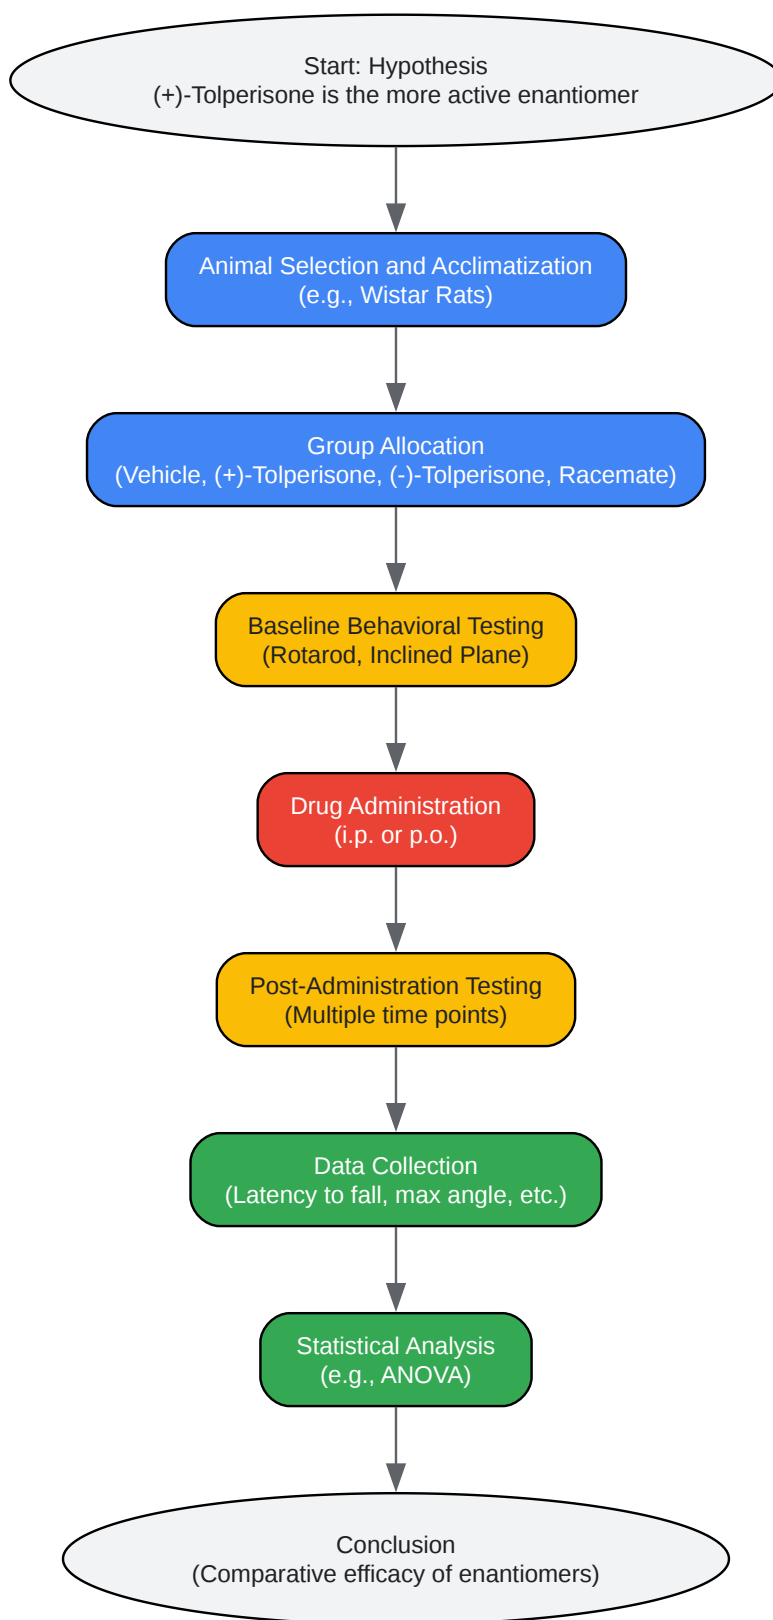 Start: Hypothesis
(+)-Tolperisone is the more active enantiomer
Animal Selection and Acclimatization
(e.g., Wistar Rats)
Group Allocation
(Vehicle, (+)-Tolperisone, (-)-Tolperisone, Racemate)
Baseline Behavioral Testing
(Rotarod, Inclined Plane)
Drug Administration
(i.p. or p.o.)
Post-Administration Testing
(Multiple time points)
Data Collection
(Latency to fall, max angle, etc.)
Statistical Analysis
(e.g., ANOVA)
Conclusion
(Comparative efficacy of enantiomers)